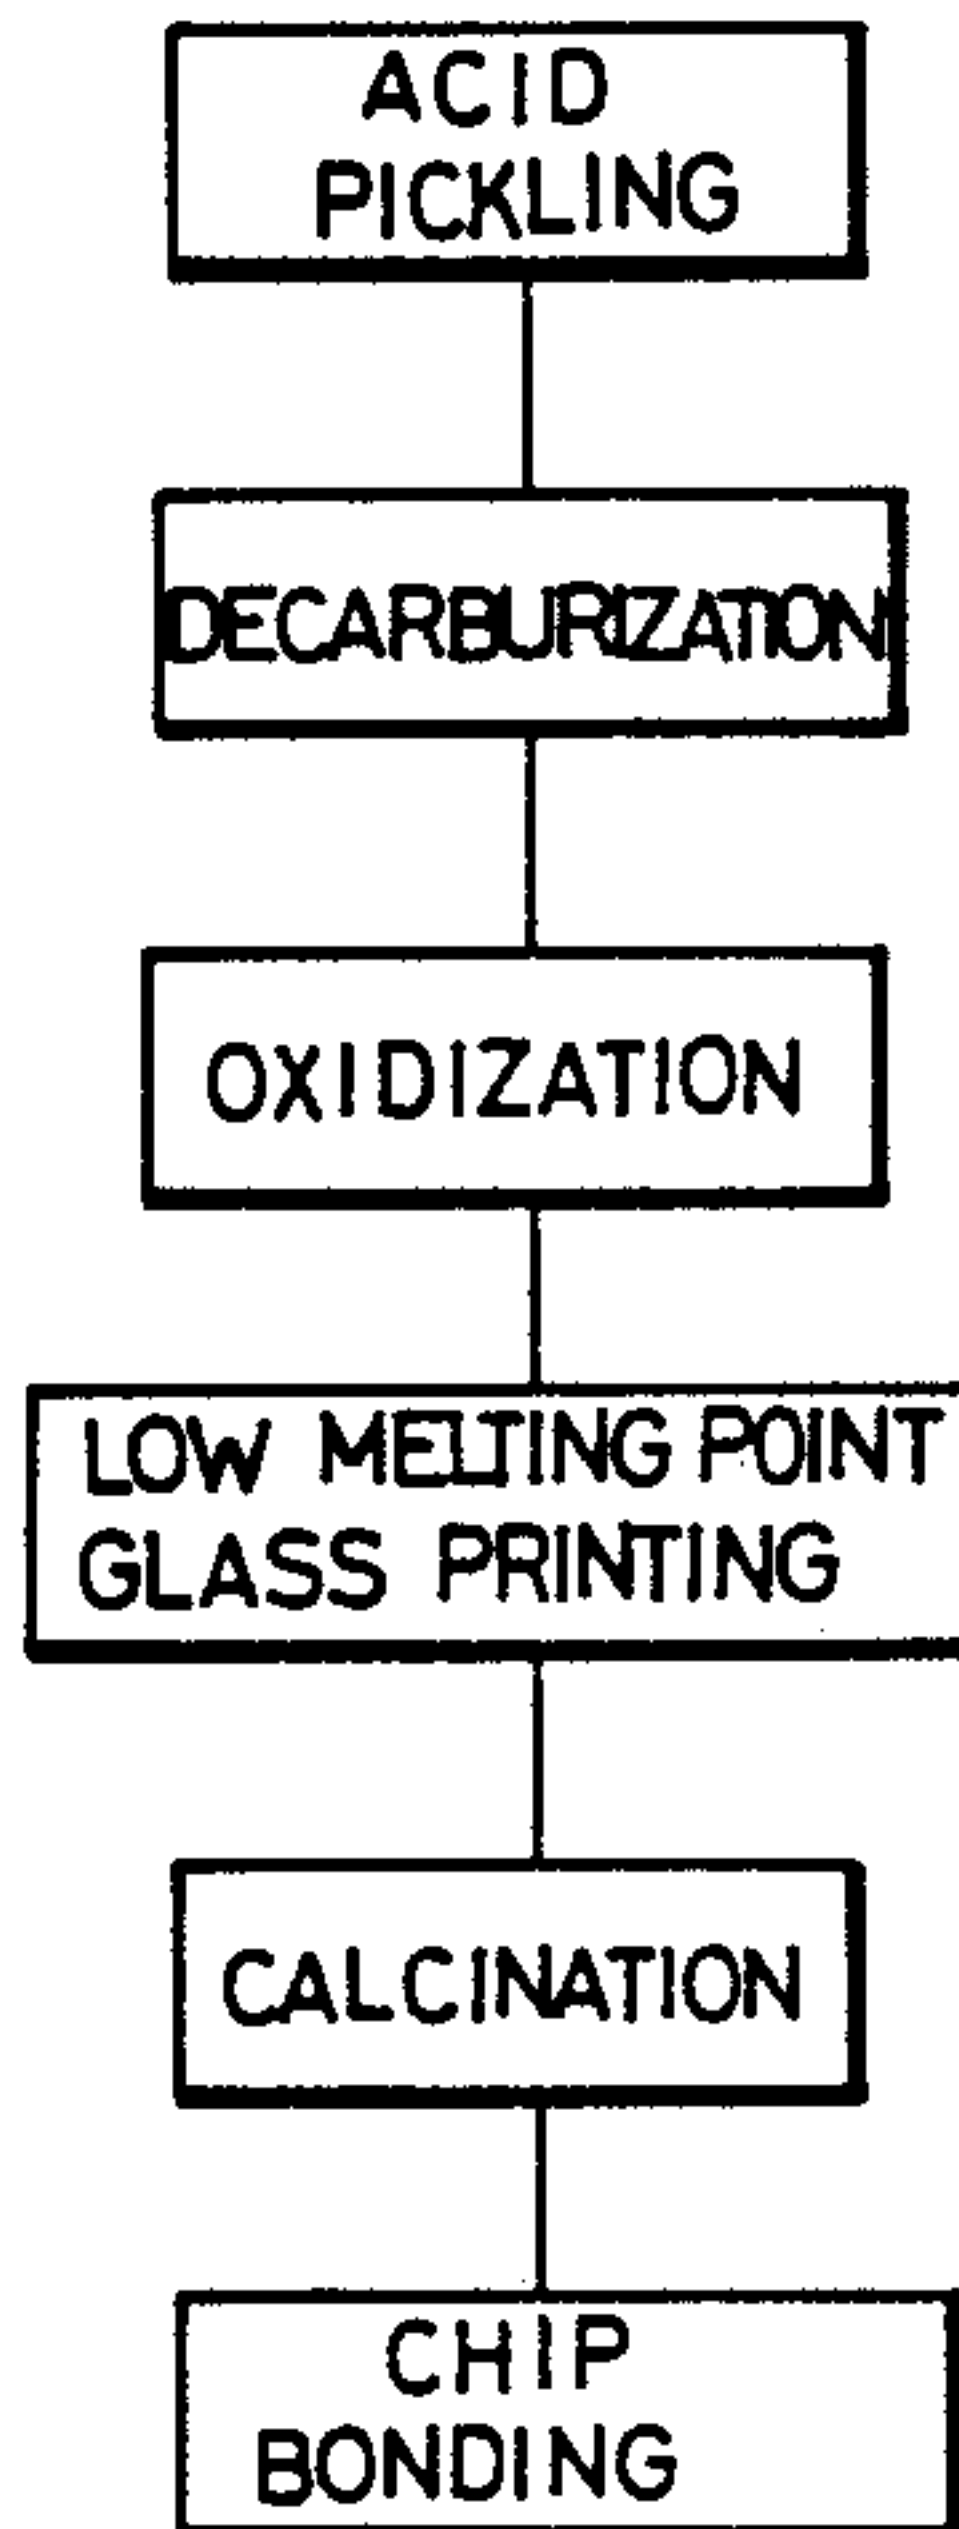 ACID
PICKLING
DECARBURIZATION
OXIDIZATION
LOW MELTING POINT
GLASS PRINTING
CALCINATION
CHIP
BONDING